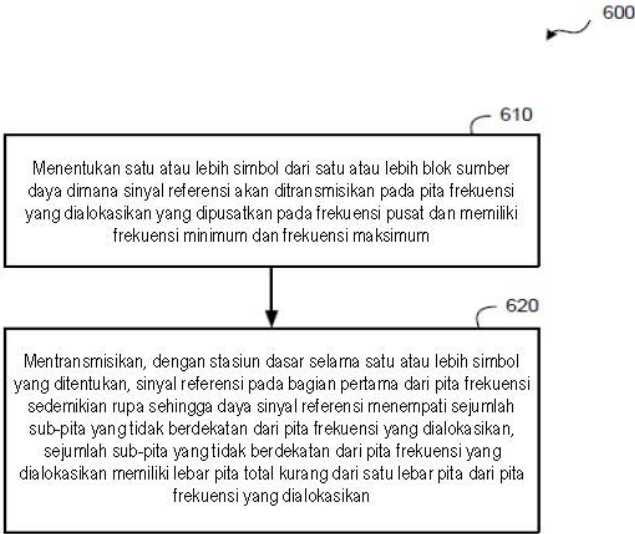 600
610
Menentukan satu atau lebih simbol dari satu atau lebih blok sumber
daya dimana sinyal referensi akan ditransmisikan pada pita frekuensi
yang dialokasikan yang dipusatkan pada frekuensi pusat dan memiliki
frekuensi minimum dan frekuensi maksimum
620
Mentransmisikan, dengan stasiun dasar selama satu atau lebih simbol
yang ditentukan, sinyal referensi pada bagian pertama dari pita frekuensi
sedemikian rupa sehingga daya sinyal referensi menempati sejumlah
sub-pita yang tidak berdekatan dari pita frekuensi yang dialokasikan,
sejumlah sub-pita yang tidak berdekatan dari pita frekuensi yang
dialokasikan memiliki lebar pita total kurang dari satu lebar pita dari pita
frekuensi yang dialokasikan